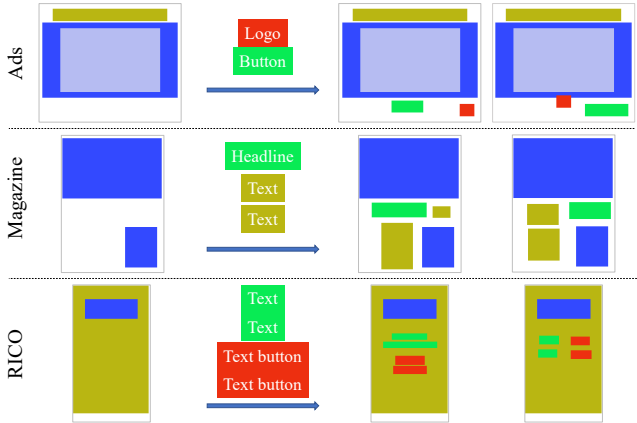 Ads
Logo
Button
Magazine
Headline
Text
Text
RICO
Text
Text
Text button
Text button